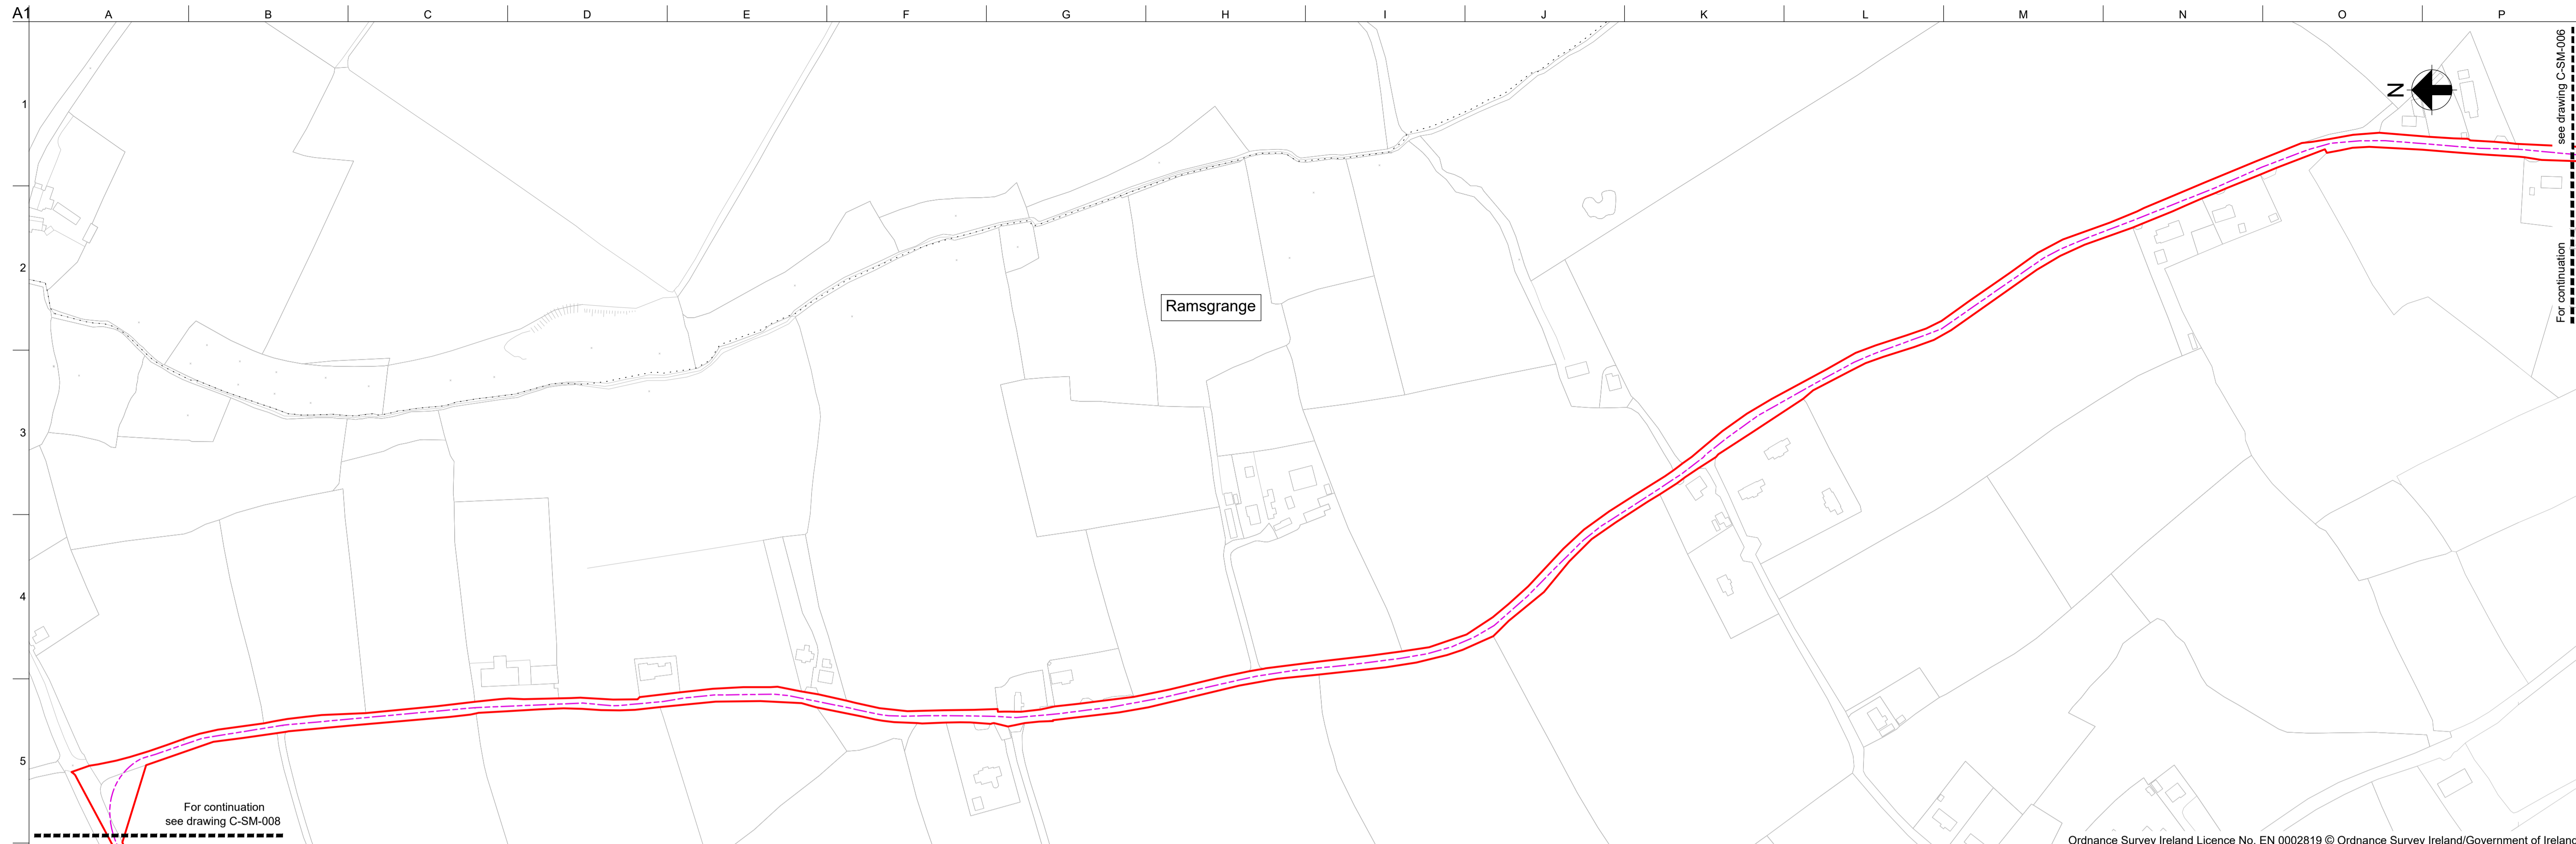 A1
A
B
C
D
E
F
G
H
I
J
K
L
M
N
O
P
1
2
3
4
5
N
For continuation
see drawing C-SM-006
Ramsgrange
For continuation
see drawing C-SM-008
Ordnance Survey Ireland Licence No. EN 0002819 © Ordnance Survey Ireland/Government of Ireland